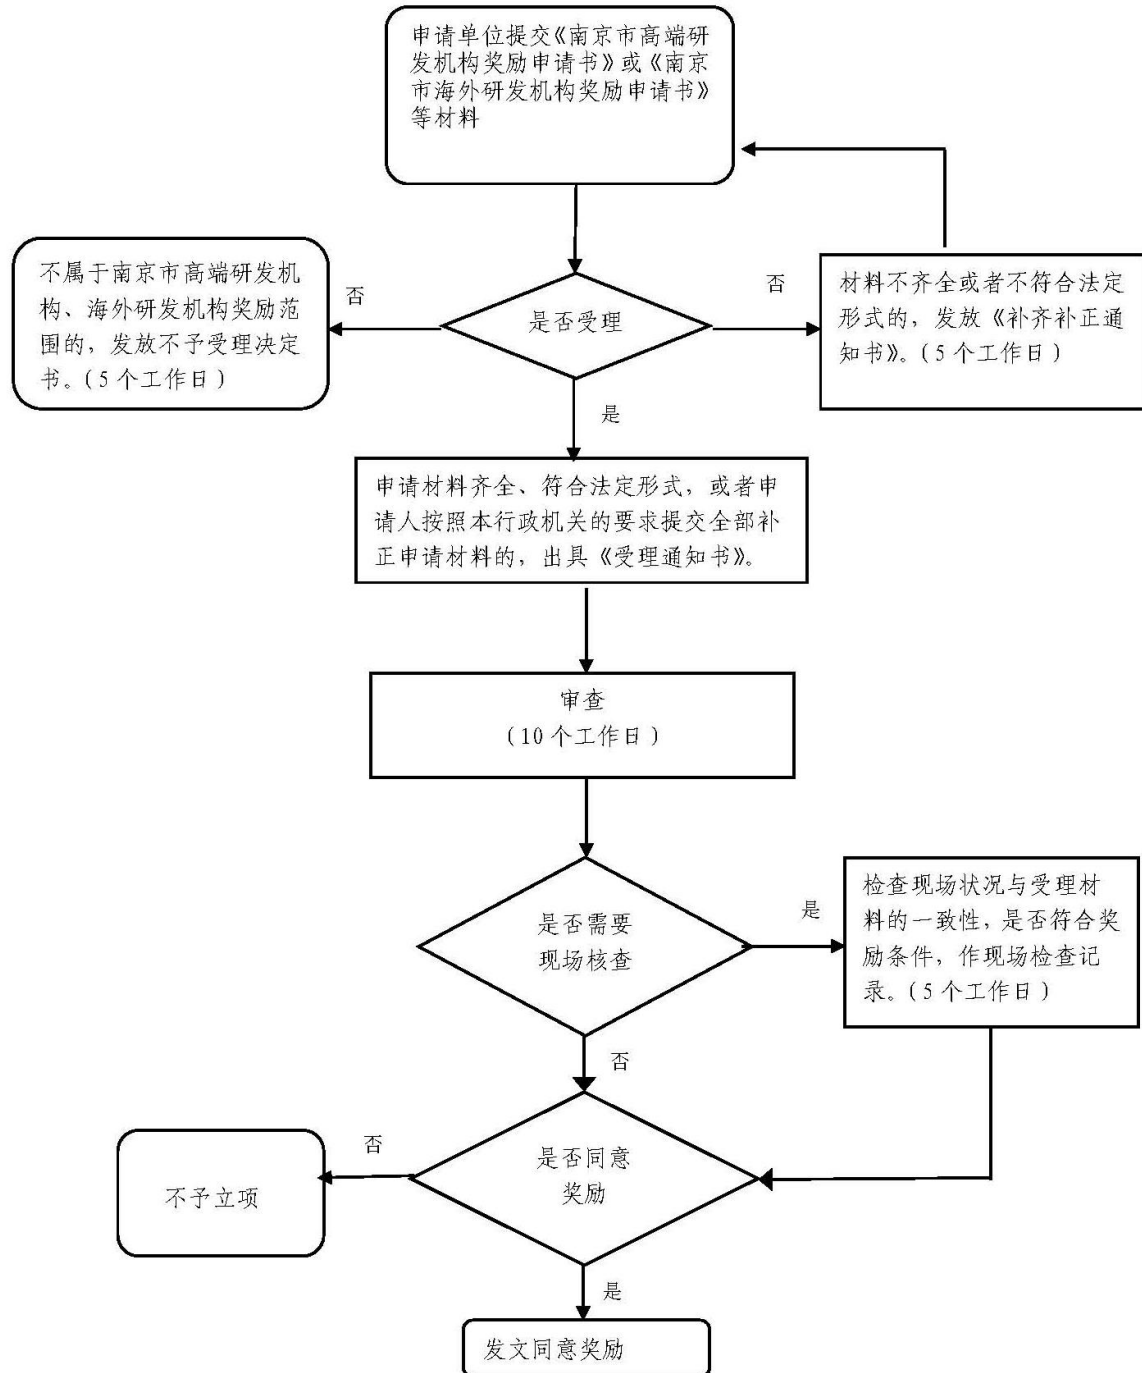 申请单位提交《南京市高端研
发机构奖励申请书》或《南京
市海外研发机构奖励申请书》
等材料
不属于南京市高端研发机
构、海外研发机构奖励范
围的，发放不予受理决定
书。（5 个工作日）
否
是否受理
否
材料不齐全或者不符合法定
形式的，发放《补齐补正通
知书》。（5 个工作日）
是
申请材料齐全、符合法定形式，或者申
请人按照本行政机关的要求提交全部补
正申请材料的，出具《受理通知书》。
审查
（10 个工作日）
是否需要
现场核查
是
检查现场状况与受理材
料的一致性，是否符合奖
励条件，作现场检查记
录。（5 个工作日）
否
是否同意
奖励
否
不予立项
是
发文同意奖励